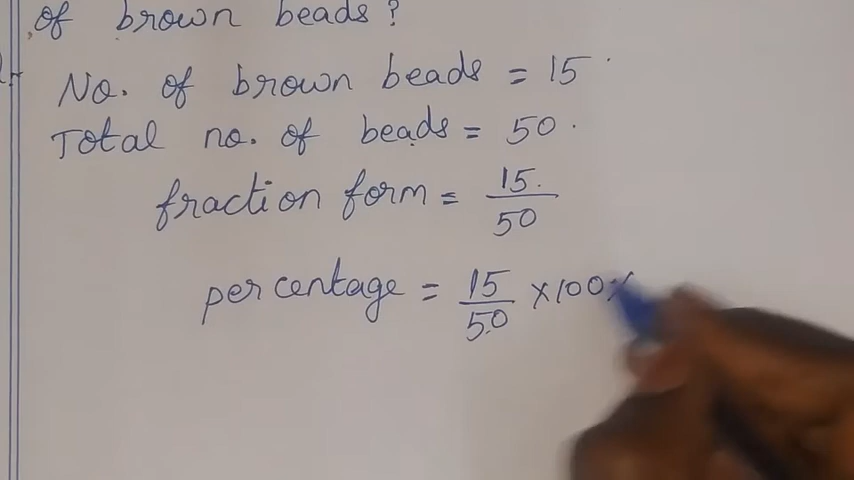 of brown beads?
No. of brown beads = 15
Total no. of beads = 50.
fraction form = 15/50
percentage = 15/50 ×100%